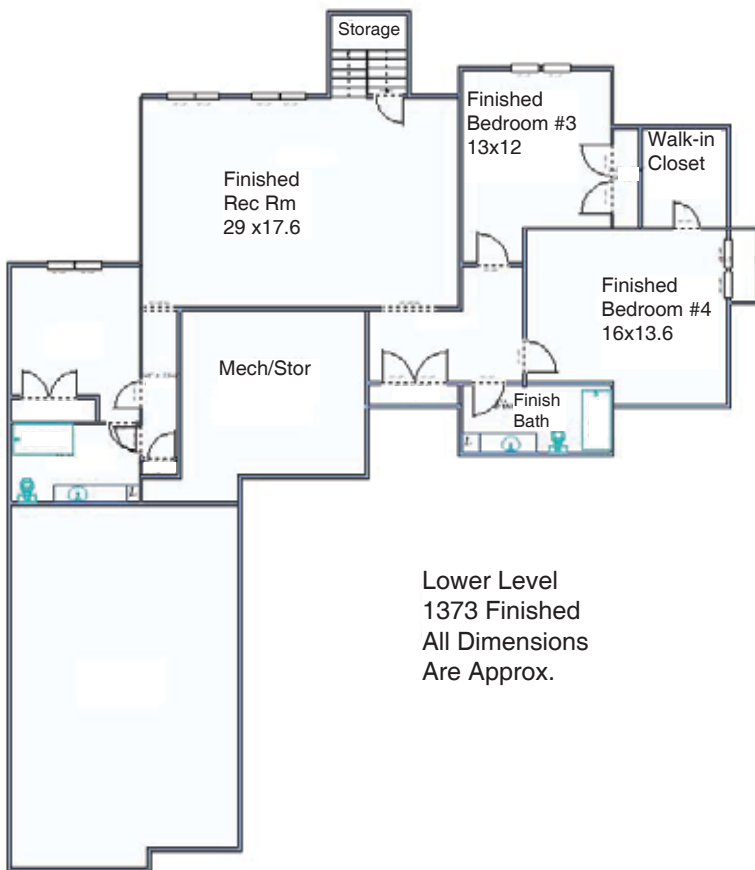 Storage
Finished
Bedroom #3
13x12
Walk-in
Closet
Finished
Rec Rm
29 x17.6
Finished
Bedroom #4
16x13.6
Mech/Stor
Finish
Bath
L
L
Lower Level
1373 Finished
All Dimensions
Are Approx.